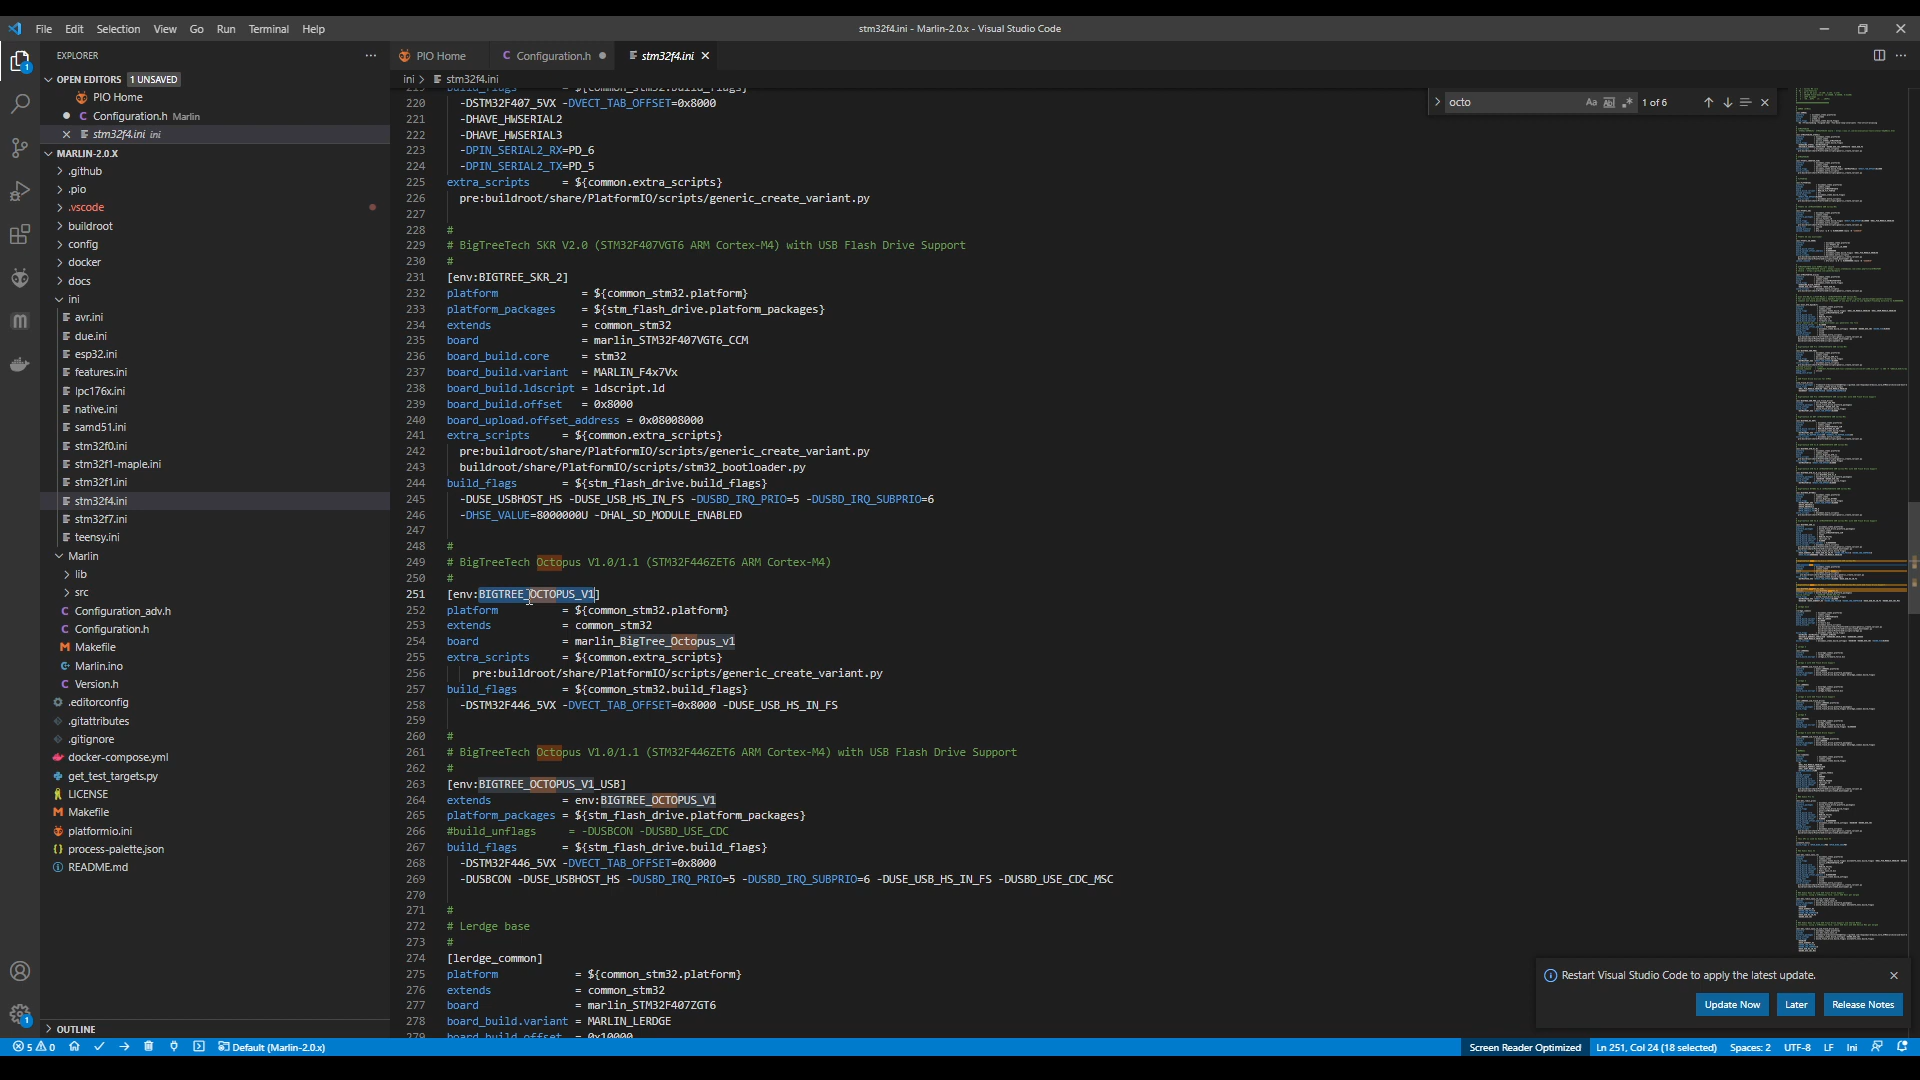 File Edit Selection View Go Run Terminal Help
stm32f4.ini - Marlin-2.0.x - Visual Studio Code
EXPLORER
OPEN EDITORS 1 UNSAVED
PIO Home
Configuration.h Marlin
stm32f4.ini ini
MARLIN-2.0.X
.github
.pio
.vscode
buildroot
config
docker
docs
ini
avr.ini
due.ini
esp32.ini
features.ini
lpc176x.ini
native.ini
samd51.ini
stm32f0.ini
stm32f1-maple.ini
stm32f1.ini
stm32f4.ini
stm32f7.ini
teensy.ini
Marlin
lib
src
Configuration_adv.h
Configuration.h
Makefile
Marlin.ino
Version.h
.editorconfig
.gitattributes
.gitignore
docker-compose.yml
get_test_targets.py
LICENSE
Makefile
platformio.ini
process-palette.json
README.md
OUTLINE
PIO Home
Configuration.h
stm32f4.ini
ini > stm32f4.ini
octo
1 of 6
219 build_flags = ${common.build_flags}
220 -DSTM32F407_5VX -DVECT_TAB_OFFSET=0x8000
221 -DHAVE_HWSERIAL2
222 -DHAVE_HWSERIAL3
223 -DPIN_SERIAL2_RX=PD_6
224 -DPIN_SERIAL2_TX=PD_5
225 extra_scripts = ${common.extra_scripts}
226 pre:buildroot/share/PlatformIO/scripts/generic_create_variant.py
227
228 #
229 # BigTreeTech SKR V2.0 (STM32F407VGT6 ARM Cortex-M4) with USB Flash Drive Support
230 #
231 [env:BIGTREE_SKR_2]
232 platform = ${common_stm32.platform}
233 platform_packages = ${stm_flash_drive.platform_packages}
234 extends = common_stm32
235 board = marlin_STM32F407VGT6_CCM
236 board_build.core = stm32
237 board_build.variant = MARLIN_F4x7Vx
238 board_build.ldscript = ldscript.ld
239 board_build.offset = 0x8000
240 board_upload.offset_address = 0x08008000
241 extra_scripts = ${common.extra_scripts}
242 pre:buildroot/share/PlatformIO/scripts/generic_create_variant.py
243 buildroot/share/PlatformIO/scripts/stm32_bootloader.py
244 build_flags = ${stm_flash_drive.build_flags}
245 -DUSE_USBHOST_HS -DUSE_USB_HS_IN_FS -DUSBD_IRQ_PRIO=5 -DUSBD_IRQ_SUBPRIO=6
246 -DHSE_VALUE=8000000U -DHAL_SD_MODULE_ENABLED
247
248 #
249 # BigTreeTech Octopus V1.0/1.1 (STM32F446ZET6 ARM Cortex-M4)
250 #
251 [env:BIGTREE_OCTOPUS_V1]
252 platform = ${common_stm32.platform}
253 extends = common_stm32
254 board = marlin_BigTree_Octopus_v1
255 extra_scripts = ${common.extra_scripts}
256 pre:buildroot/share/PlatformIO/scripts/generic_create_variant.py
257 build_flags = ${common_stm32.build_flags}
258 -DSTM32F446_5VX -DVECT_TAB_OFFSET=0x8000 -DUSE_USB_HS_IN_FS
259
260 #
261 # BigTreeTech Octopus V1.0/1.1 (STM32F446ZET6 ARM Cortex-M4) with USB Flash Drive Support
262 #
263 [env:BIGTREE_OCTOPUS_V1_USB]
264 extends = env:BIGTREE_OCTOPUS_V1
265 platform_packages = ${stm_flash_drive.platform_packages}
266 #build_unflags = -DUSBCON -DUSBD_USE_CDC
267 build_flags = ${stm_flash_drive.build_flags}
268 -DSTM32F446_5VX -DVECT_TAB_OFFSET=0x8000
269 -DUSBCON -DUSE_USBHOST_HS -DUSBD_IRQ_PRIO=5 -DUSBD_IRQ_SUBPRIO=6 -DUSE_USB_HS_IN_FS -DUSBD_USE_CDC_MSC
270
271 #
272 # Lerdge base
273 #
274 [lerdge_common]
275 platform = ${common_stm32.platform}
276 extends = common_stm32
277 board = marlin_STM32F407ZGT6
278 board_build.variant = MARLIN_LERDGE
279 board_build.offset = 0x10000
Restart Visual Studio Code to apply the latest update.
Update Now Later Release Notes
5 0 Default (Marlin-2.0.x)
Screen Reader Optimized Ln 251, Col 24 (18 selected) Spaces: 2 UTF-8 LF Ini